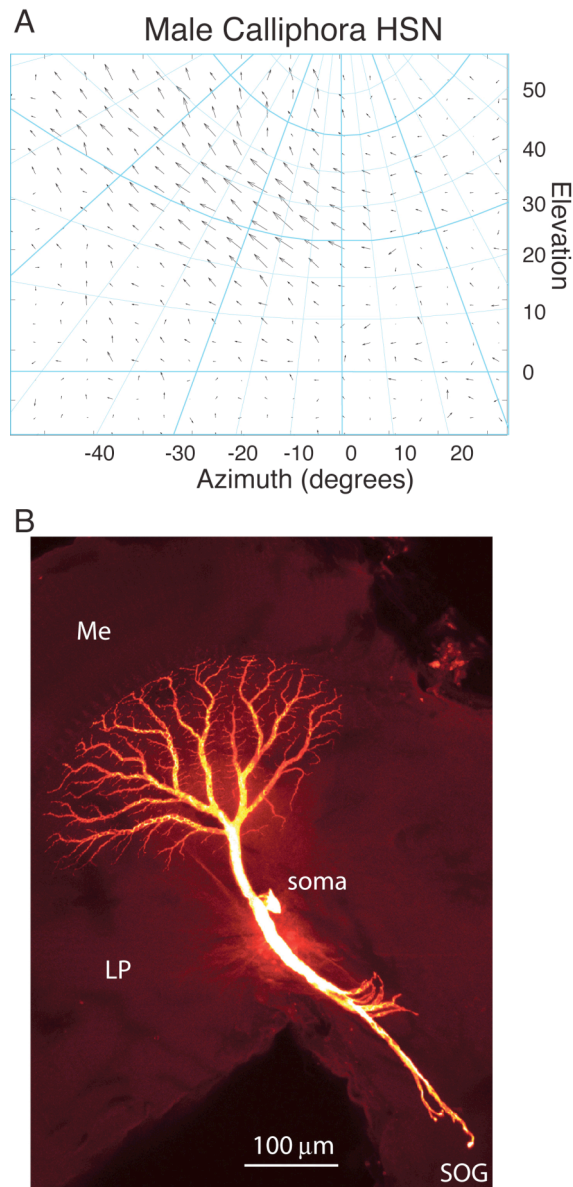 A
Male Calliphora HSN
50
40
30
20
10
0
Elevation
-40 -30 -20 -10 0 10 20
Azimuth (degrees)
B
Me
soma
LP
100 μm
SOG